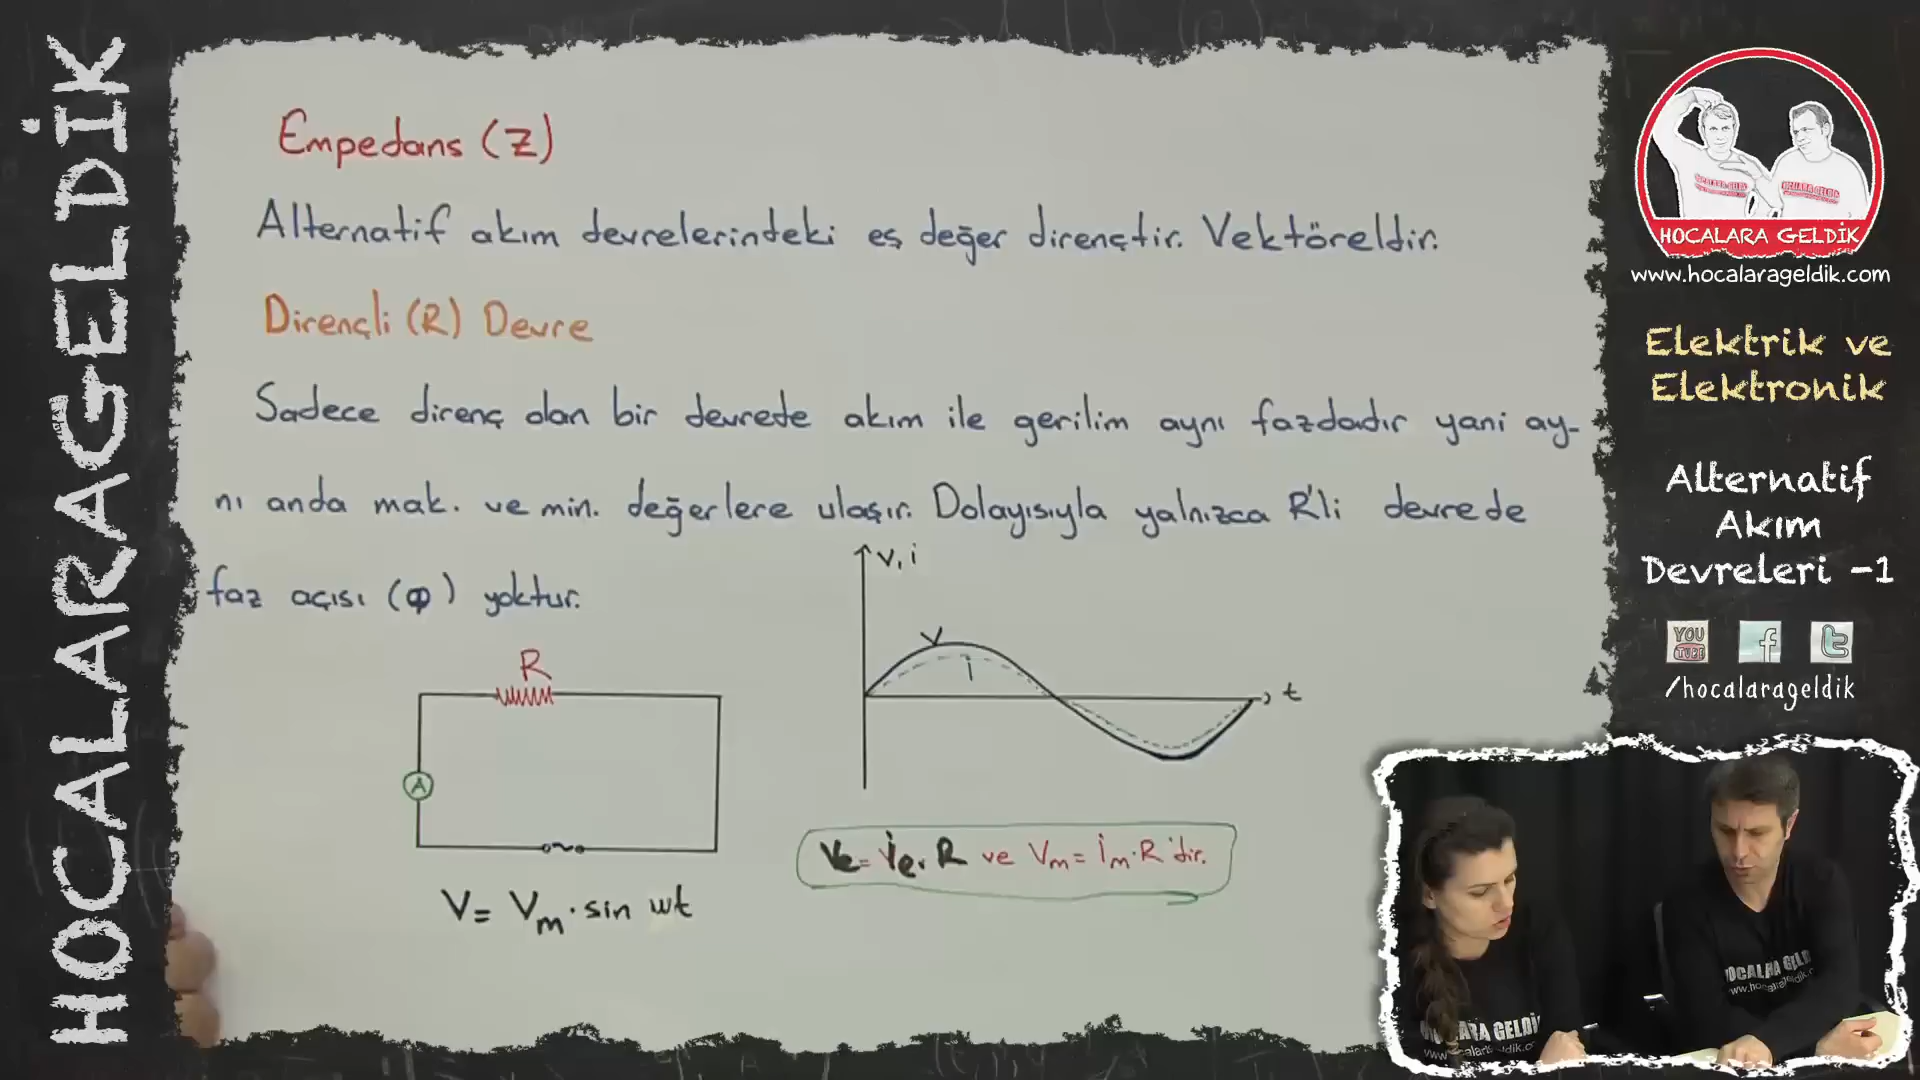 HOCALARAGELDİK
Empedans (Z)
Alternatif akım devrelerindeki eş değer dirençtir. Vektöreldir.
Dirençli (R) Devre
Sadece direnç olan bir devrede akım ile gerilim aynı fazdadır yani ay-
nı anda mak. ve min. değerlere ulaşır. Dolayısıyla yalnızca R'li devrede
faz açısı (φ) yoktur.
R
A
V = Vm . sin wt
V, i
V
i
t
Ve = İe . R ve Vm = İm . R 'dir.
HOCALARA GELDİK
www.hocalarageldik.com
Elektrik ve
Elektronik
Alternatif
Akım
Devreleri -1
YOU
TUBE
f
t
/hocalarageldik